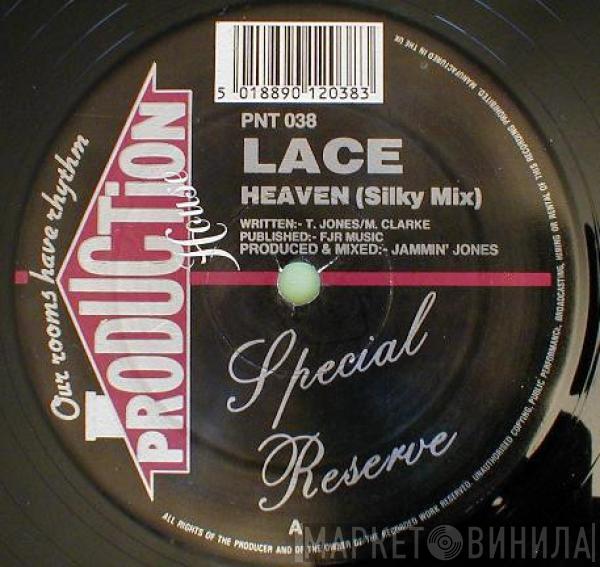 5 018890 120383
PNT 038
LACE
HEAVEN (Silky Mix)
WRITTEN:- T. JONES/M. CLARKE
PUBLISHED:- FJR MUSIC
PRODUCED & MIXED:- JAMMIN' JONES
Our rooms have rhythm
PRODUCTiON
House
Special
Reserve
A
ALL RIGHTS OF THE PRODUCER AND OF THE OWNER OF THE RECORDED WORK RESERVED. UNAUTHORISED COPYING, PUBLIC PERFORMANCE, BROADCASTING, HIRING OR RENTAL OF THIS RECORDING PROHIBITED. MANUFACTURED IN THE UK
МАРКЕТ ВИНИЛА